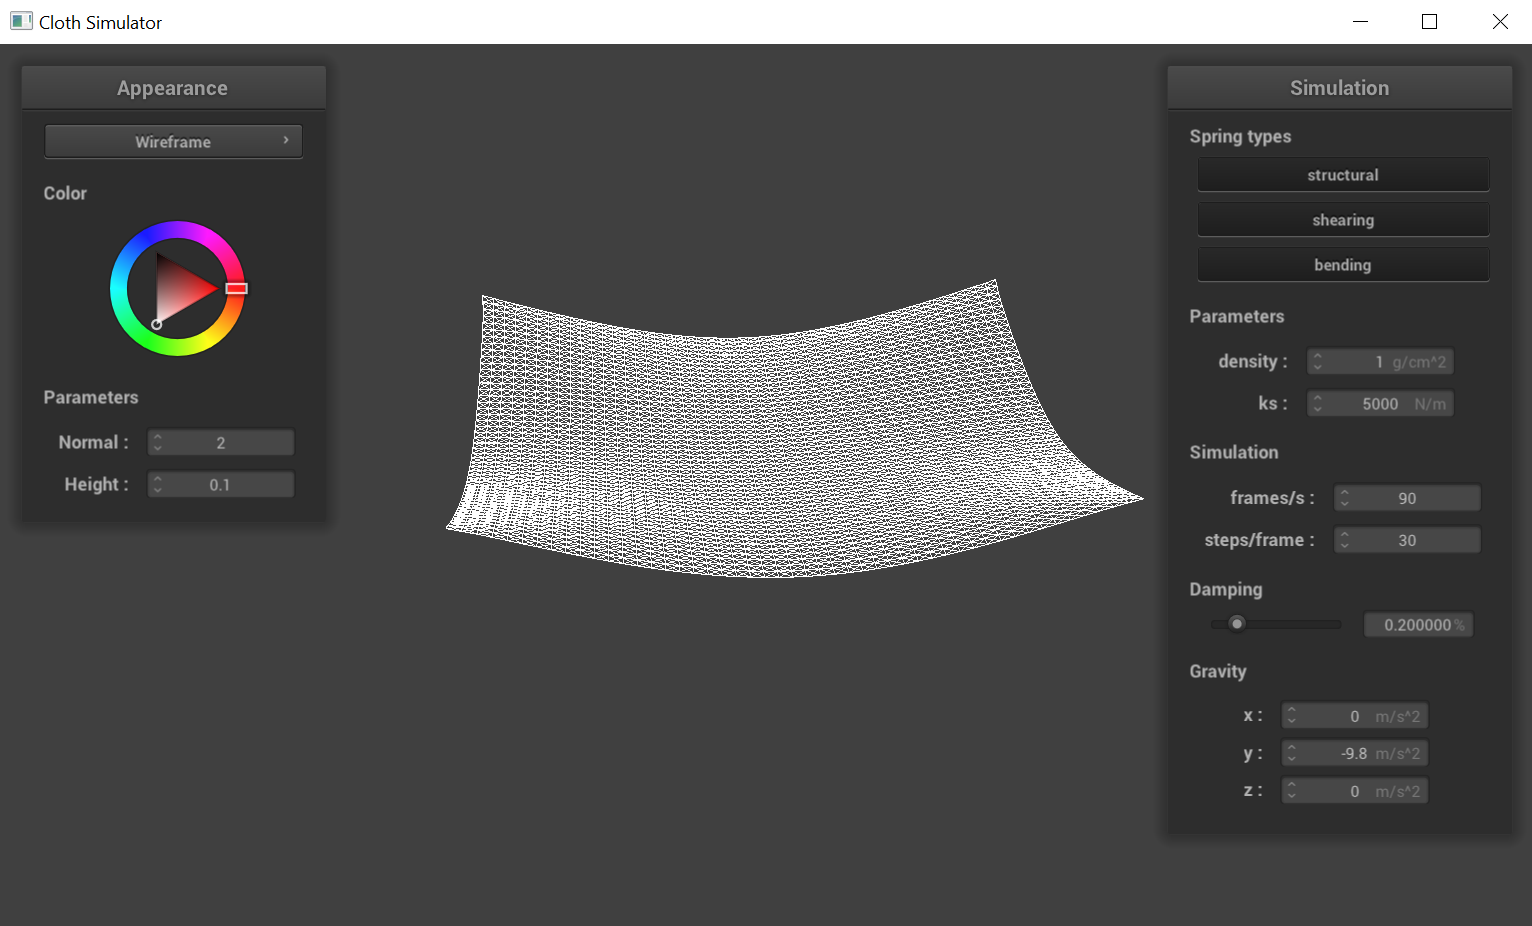 Cloth Simulator
Appearance
Wireframe
Color
Parameters
Normal : 2
Height : 0.1
Simulation
Spring types
structural
shearing
bending
Parameters
density : 1 g/cm^2
ks : 5000 N/m
Simulation
frames/s : 90
steps/frame : 30
Damping
0.200000 %
Gravity
x : 0 m/s^2
y : -9.8 m/s^2
z : 0 m/s^2